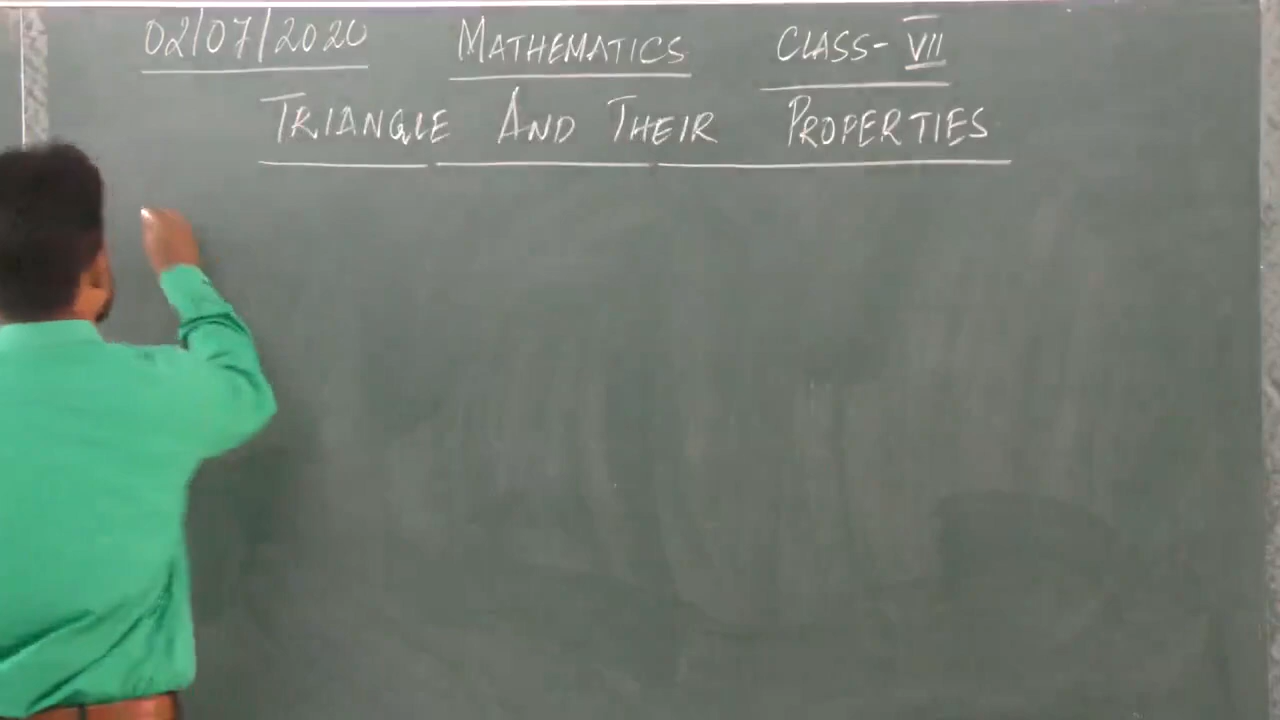 02/07/2020 MATHEMATICS CLASS- VII
TRIANGLE AND THEIR PROPERTIES